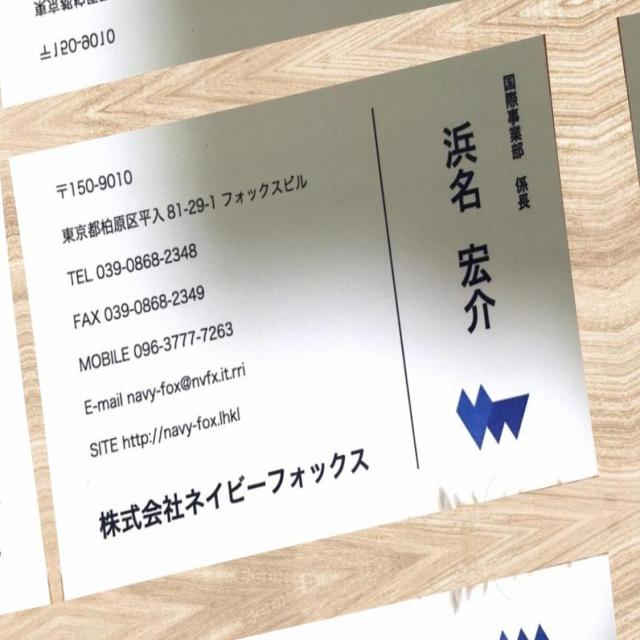 〒150-9010
国際事業部 係長
浜名 宏介
〒150-9010
東京都柏原区平入 81-29-1 フォックスビル
TEL 039-0868-2348
FAX 039-0868-2349
MOBILE 096-3777-7263
E-mail navy-fox@nvfx.it.rri
SITE http://navy-fox.lhkl
株式会社ネイビーフォックス